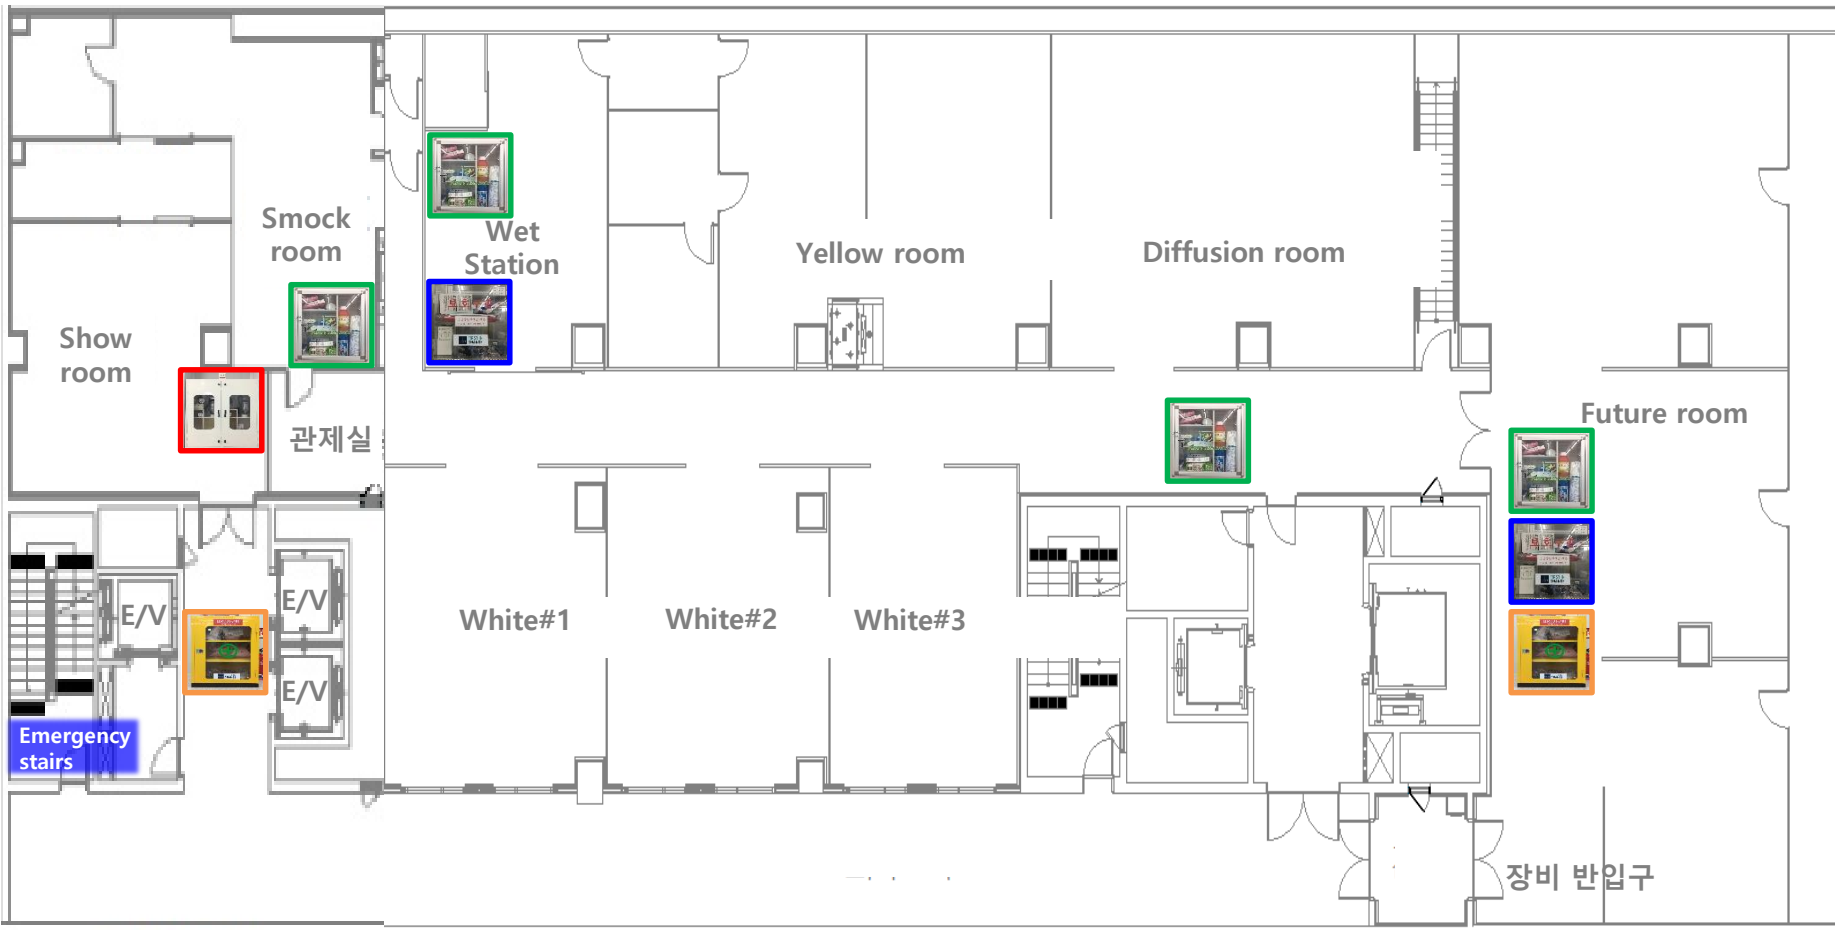 Smock
room
Wet
Station
Yellow room
Diffusion room
Show
room
관제실
Future room
E/V
E/V
E/V
White#1
White#2
White#3
Emergency
stairs
장비 반입구